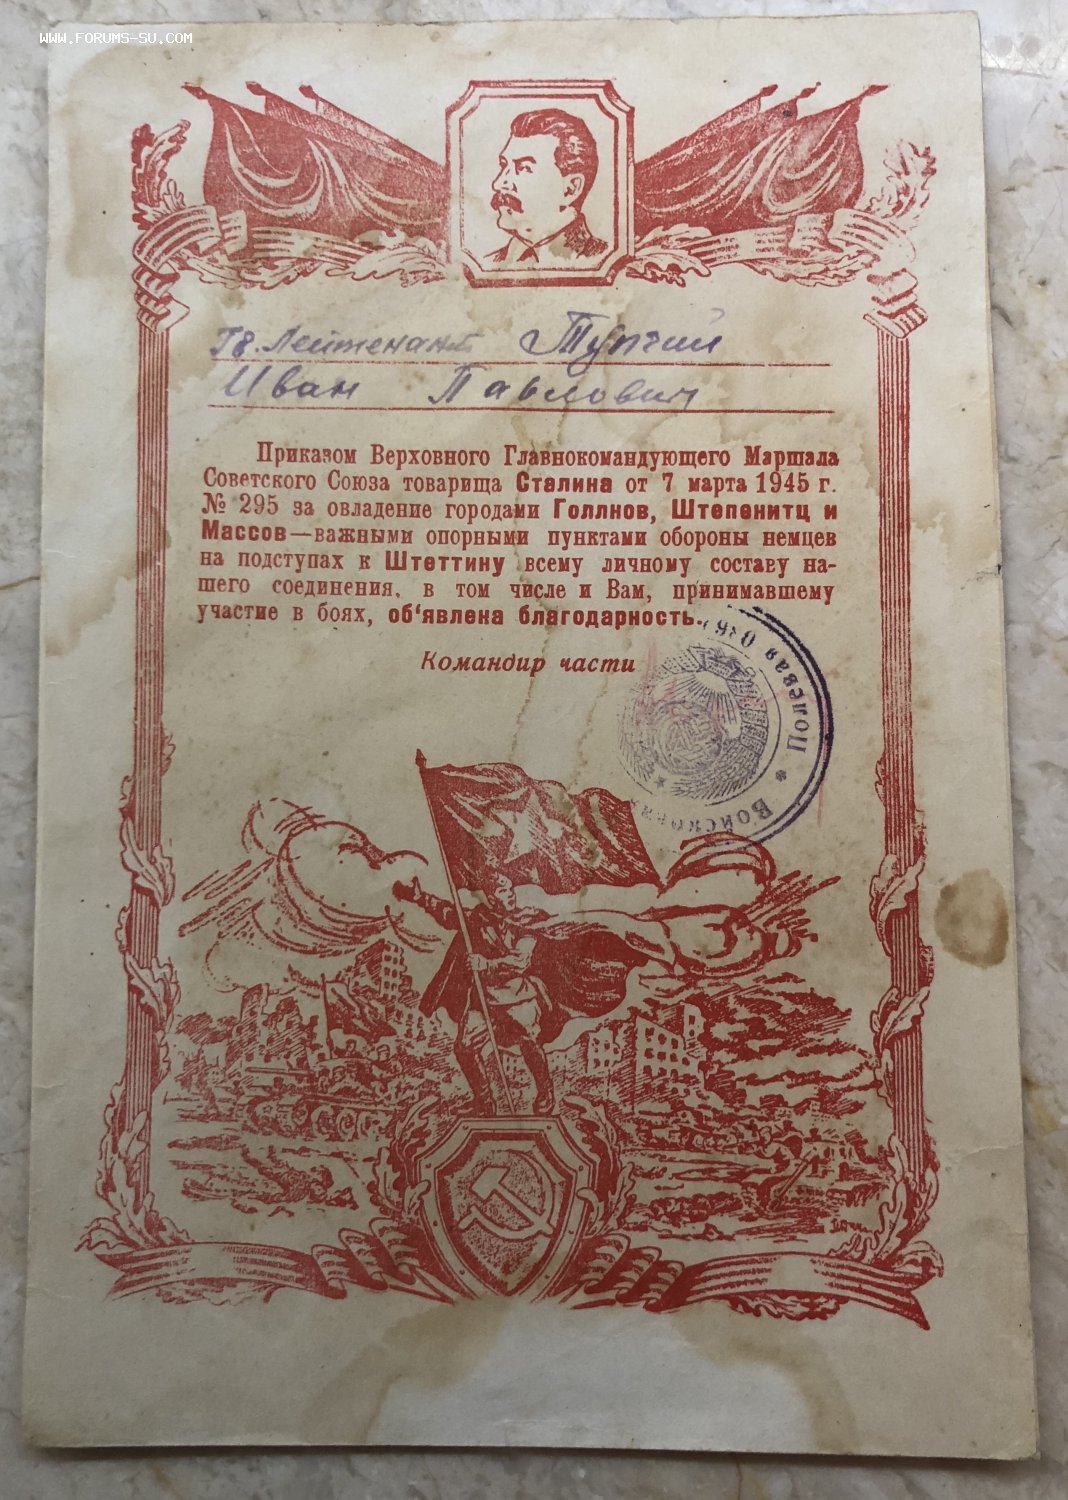 WWW.FORUMS-SU.COM
Гв. Лейтенант Тупчий
Иван Павлович
Приказом Верховного Главнокомандующего Маршала
Советского Союза товарища Сталина от 7 марта 1945 г.
№ 295 за овладение городами Голлнов, Штепенитц и
Массов—важными опорными пунктами обороны немцев
на подступах к Штеттину всему личному составу на-
шего соединения, в том числе и Вам, принимавшему
участие в боях, об‘явлена благодарность.
Командир части
Полевая